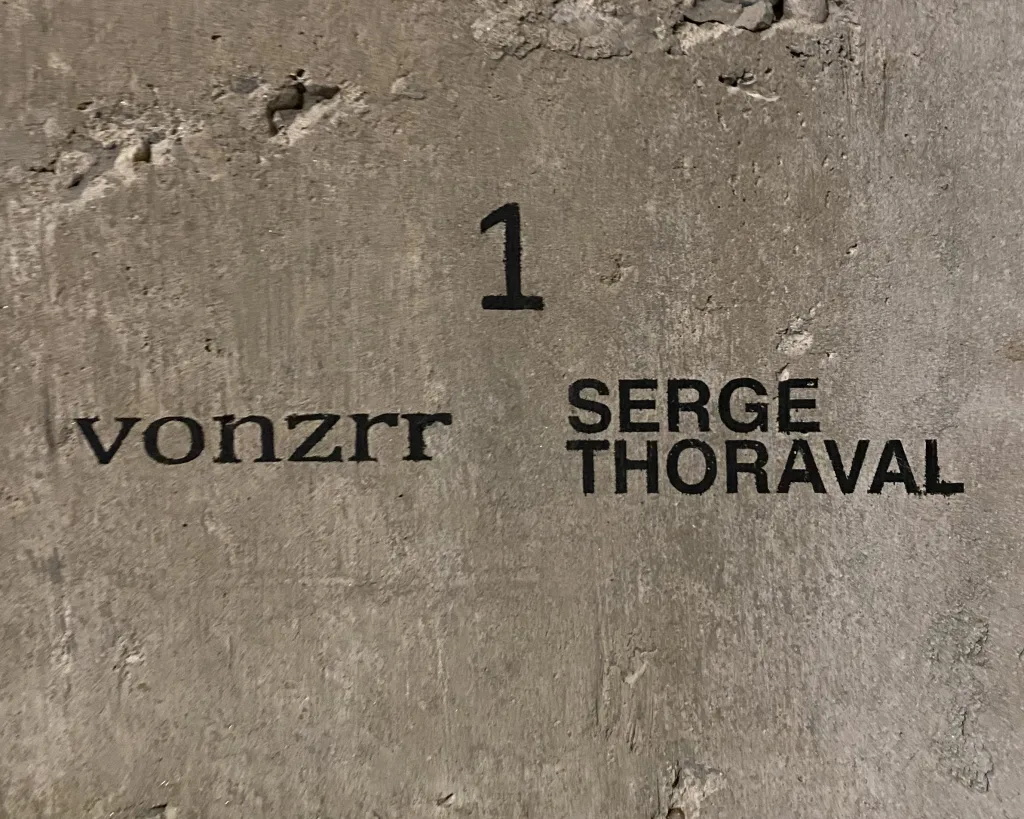 1
vonzrr
SERGE
THORAVAL